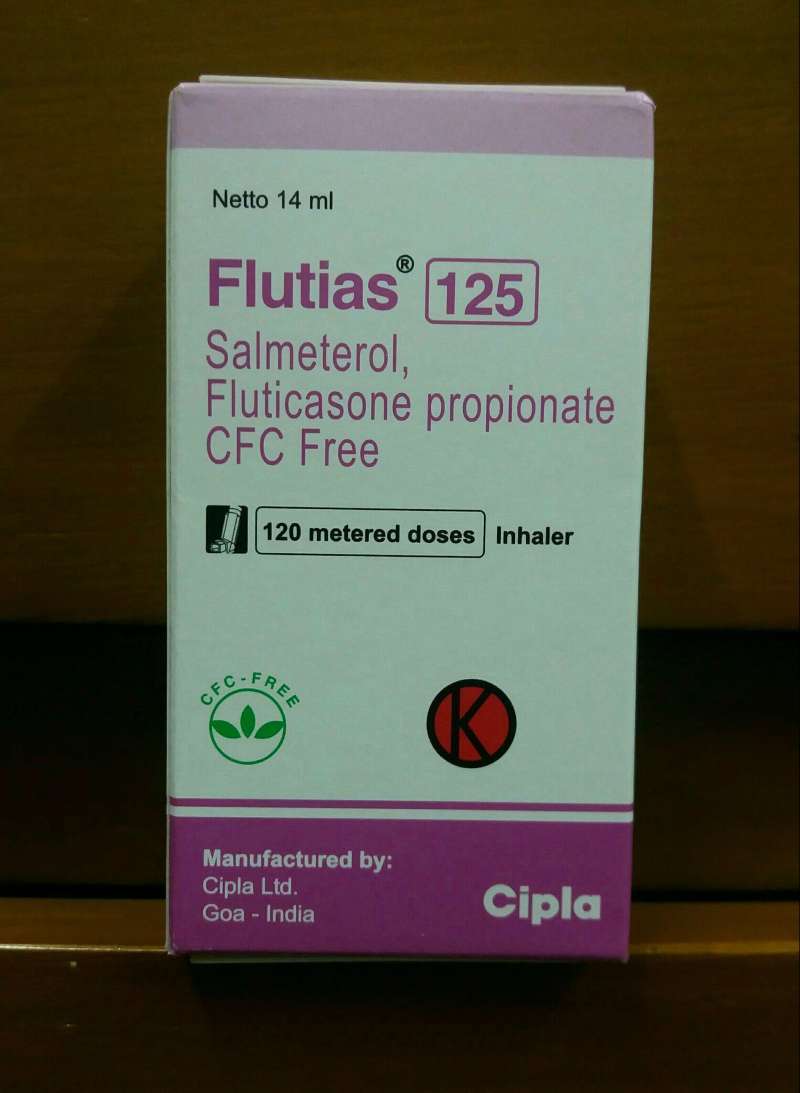 Netto 14 ml
Flutias® 125
Salmeterol,
Fluticasone propionate
CFC Free
120 metered doses Inhaler
CFC-FREE
K
Manufactured by:
Cipla Ltd.
Goa - India
Cipla